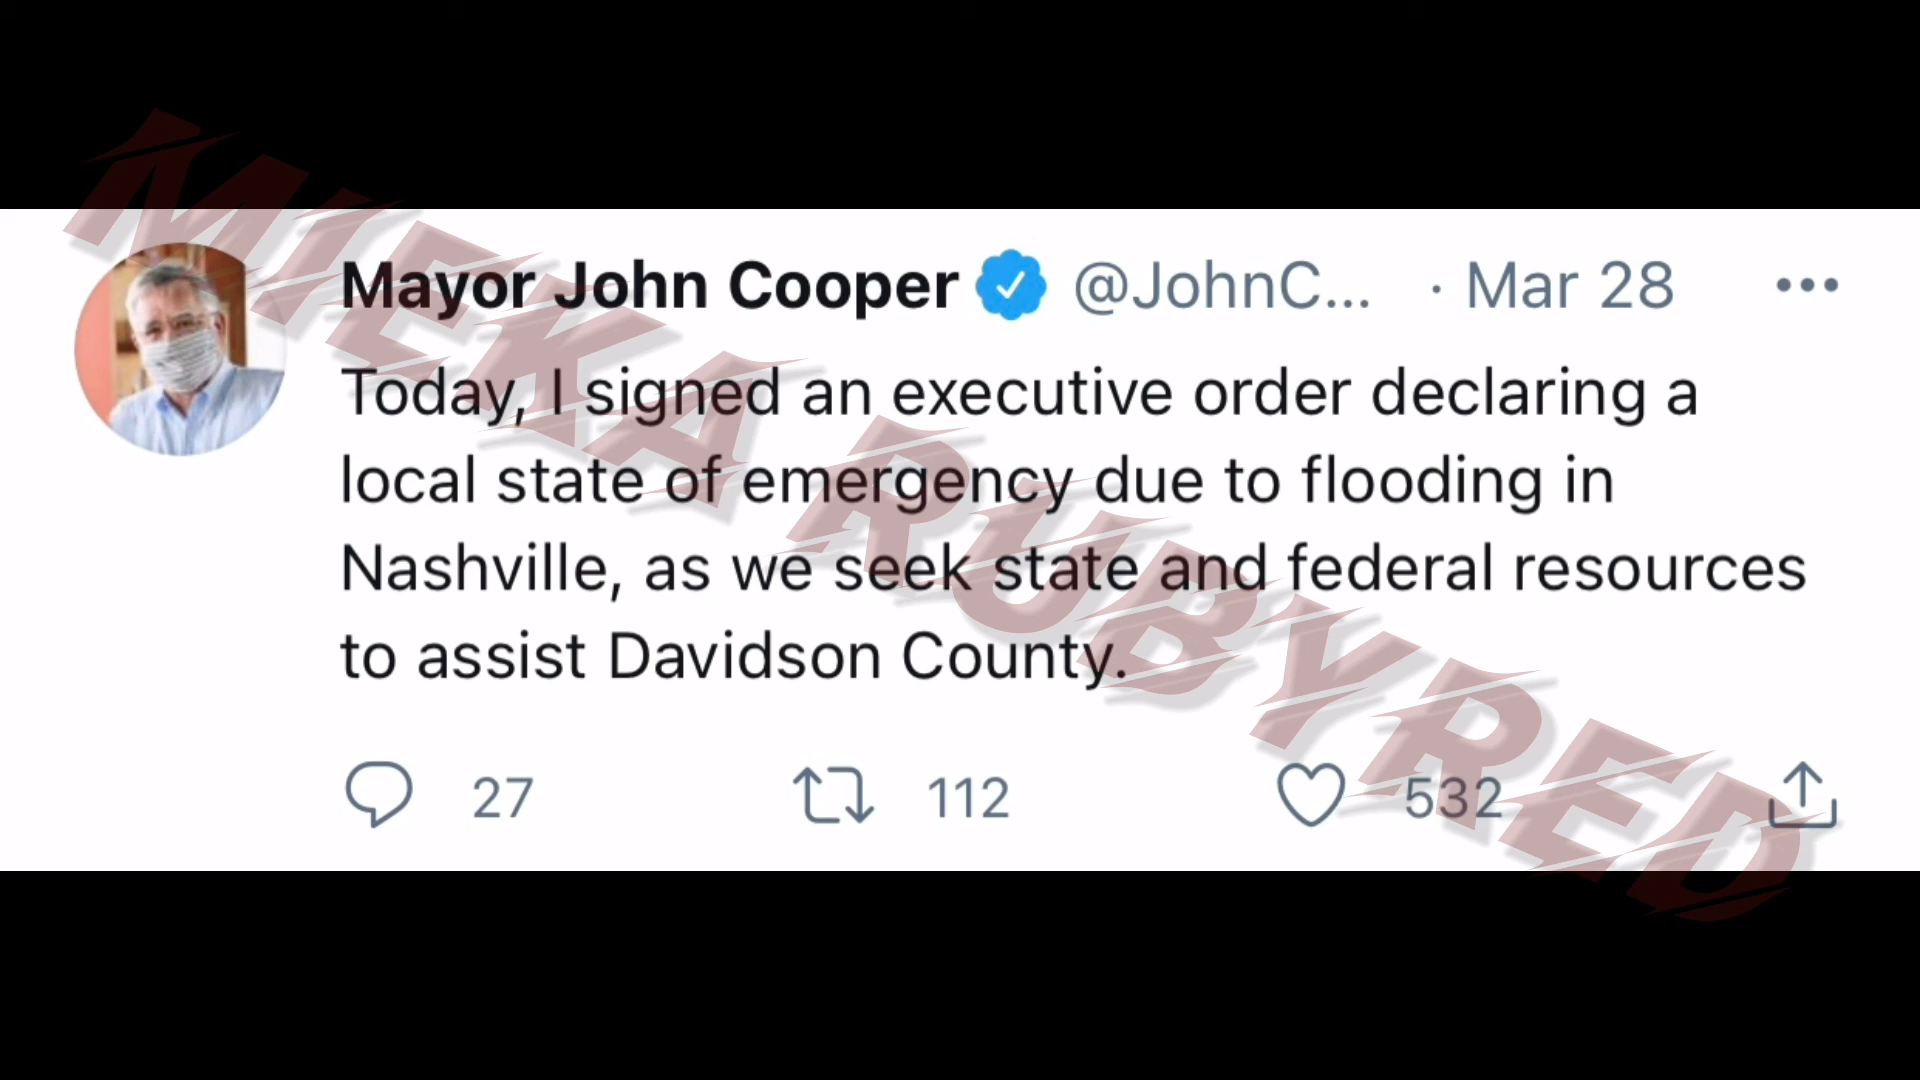 Mayor John Cooper @JohnC... · Mar 28
Today, I signed an executive order declaring a
local state of emergency due to flooding in
Nashville, as we seek state and federal resources
to assist Davidson County.
27 112 532
MIEKA RUBYRED